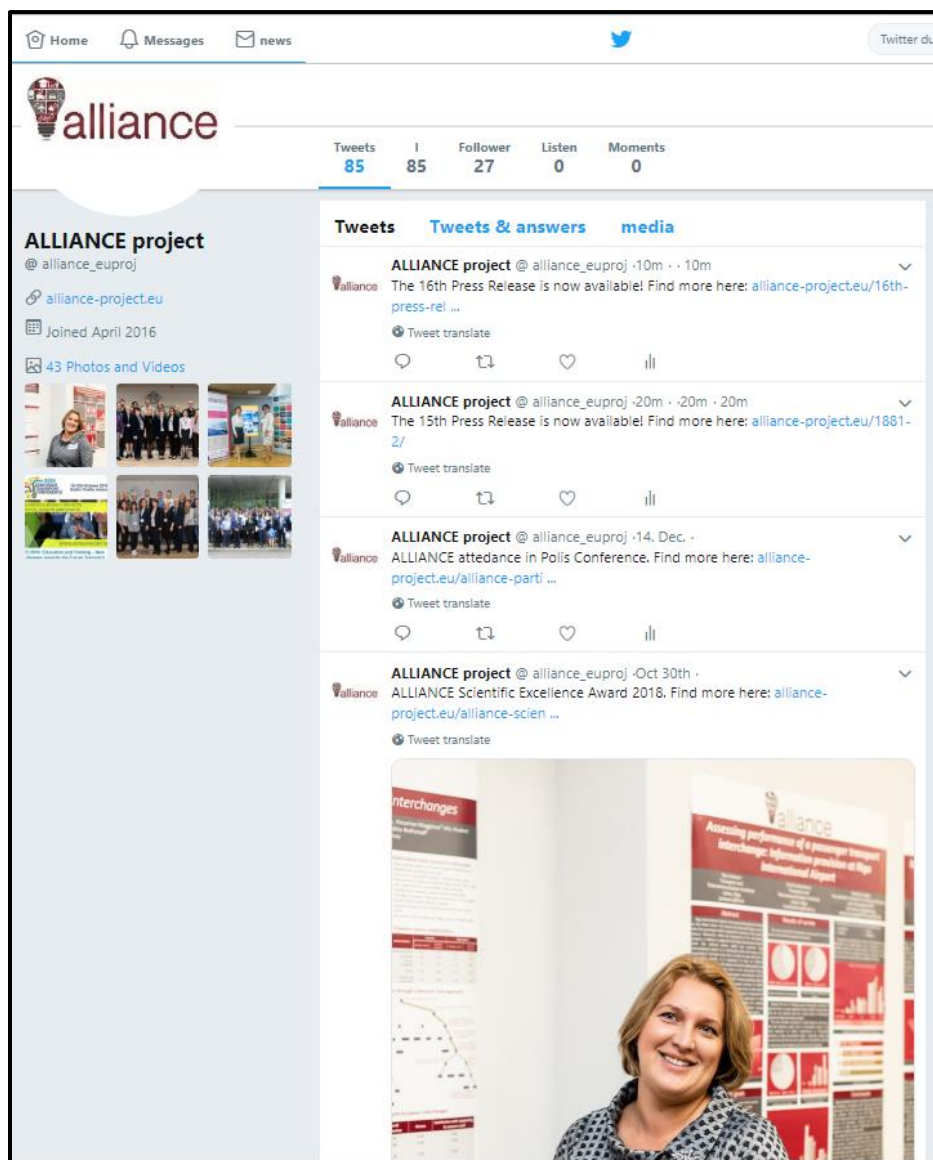 Home Messages news
Twitter du
alliance
Tweets I Follower Listen Moments
85 85 27 0 0
ALLIANCE project
@ alliance_euproj
alliance-project.eu
Joined April 2016
43 Photos and Videos
Tweets Tweets & answers media
ALLIANCE project @ alliance_euproj ·10m · · 10m
alliance
The 16th Press Release is now available! Find more here: alliance-project.eu/16th-
press-rel ...
Tweet translate
ALLIANCE project @ alliance_euproj ·20m · ·20m · 20m
alliance
The 15th Press Release is now available! Find more here: alliance-project.eu/1881-
2/
Tweet translate
ALLIANCE project @ alliance_euproj ·14. Dec. ·
alliance
ALLIANCE attedance in Polis Conference. Find more here: alliance-
project.eu/alliance-parti ...
Tweet translate
ALLIANCE project @ alliance_euproj ·Oct 30th ·
alliance
ALLIANCE Scientific Excellence Award 2018. Find more here: alliance-
project.eu/alliance-scien ...
Tweet translate
interchanges
alliance
Assessing performance of a passenger transport
interchange: Information provision at Riga
International Airport
Abstract